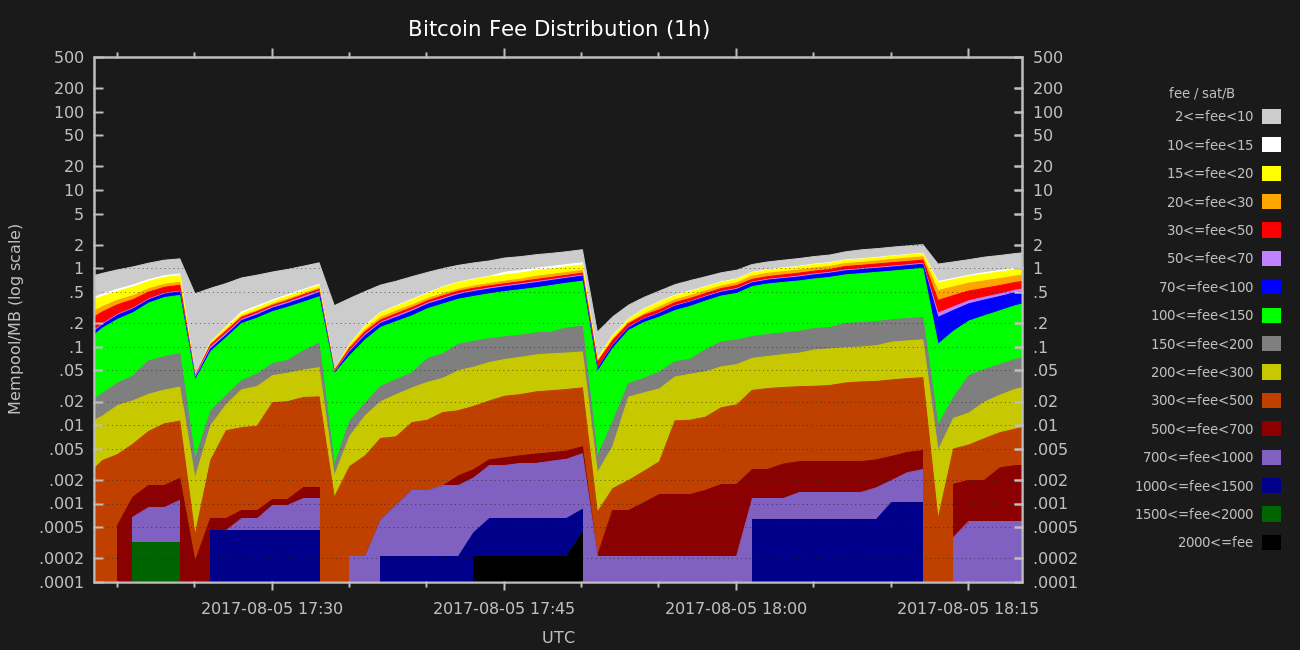 Bitcoin Fee Distribution (1h)
500 500
200 200
100 100
50 50
20 20
10 10
5 5
2 2
1 1
.5 .5
.2 .2
.1 .1
.05 .05
.02 .02
.01 .01
.005 .005
.002 .002
.001 .001
.0005 .0005
.0002 .0002
.0001 .0001
Mempool/MB (log scale)
2017-08-05 17:30 2017-08-05 17:45 2017-08-05 18:00 2017-08-05 18:15
UTC
fee / sat/B
2<=fee<10
10<=fee<15
15<=fee<20
20<=fee<30
30<=fee<50
50<=fee<70
70<=fee<100
100<=fee<150
150<=fee<200
200<=fee<300
300<=fee<500
500<=fee<700
700<=fee<1000
1000<=fee<1500
1500<=fee<2000
2000<=fee